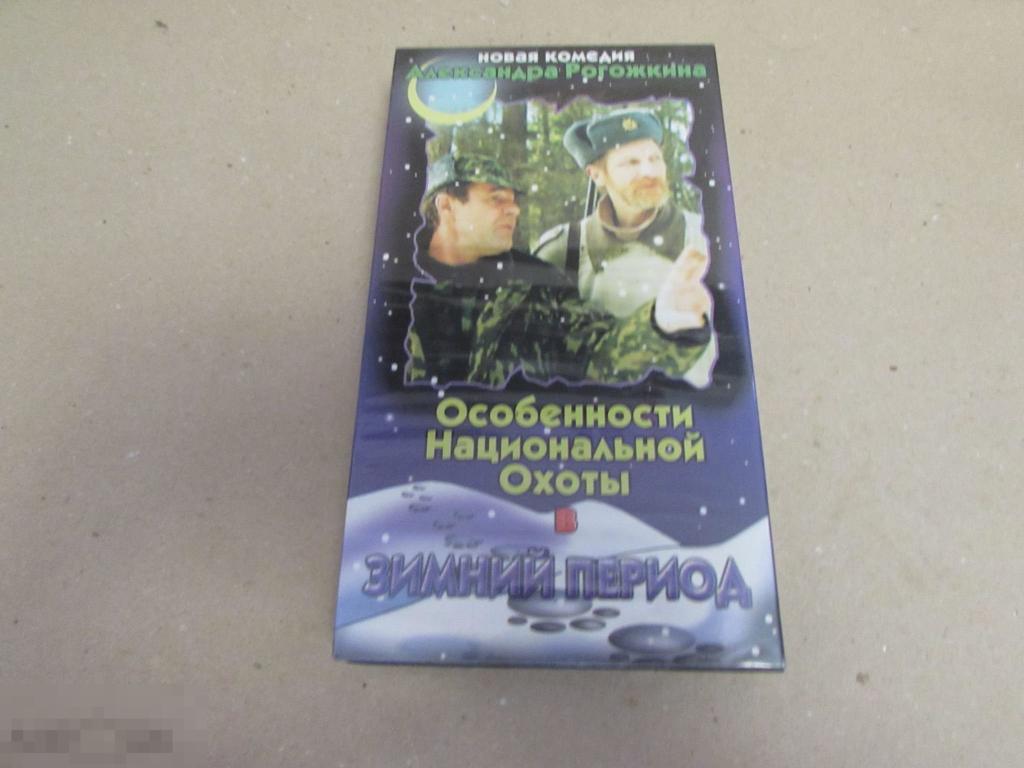 новая комедия
Александра Рогожкина
Особенности
Национальной
Охоты
в
ЗИМНИЙ ПЕРИОД